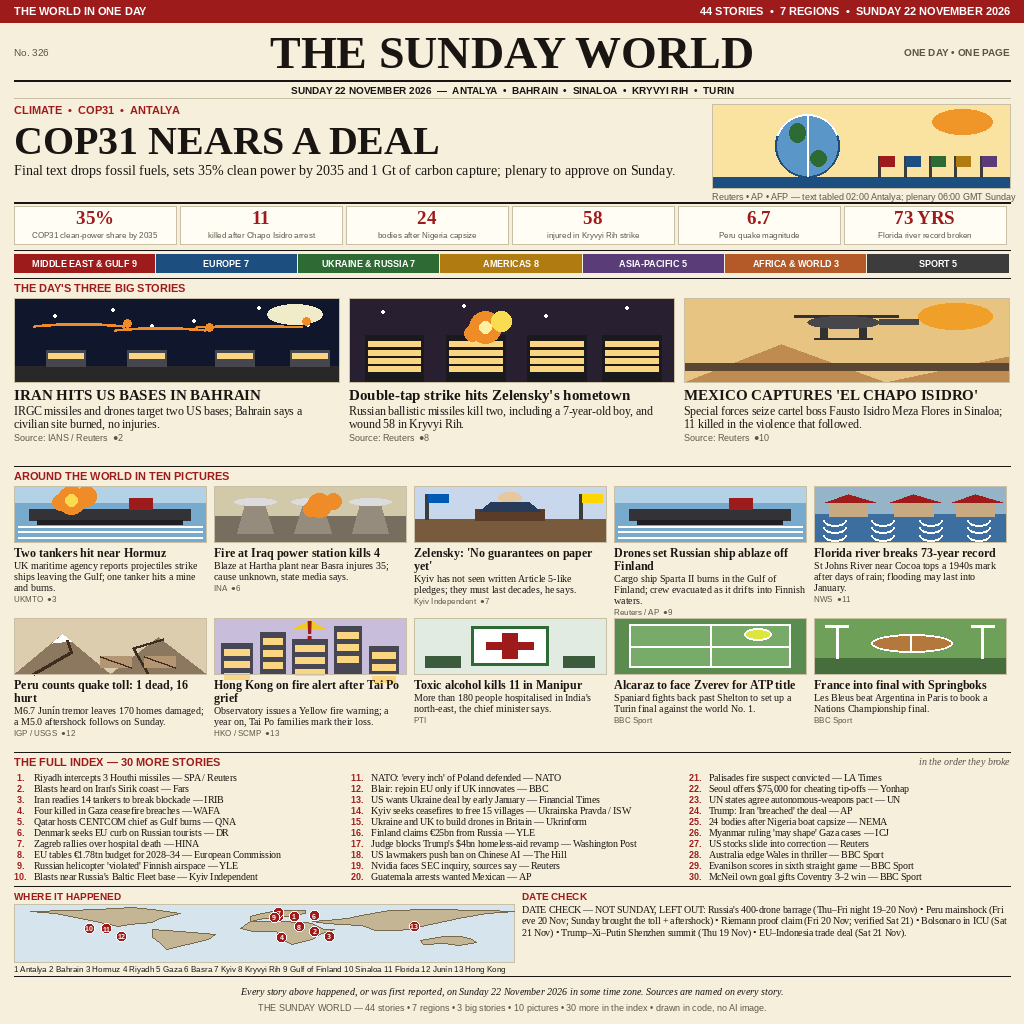 THE WORLD IN ONE DAY
44 STORIES • 7 REGIONS • SUNDAY 22 NOVEMBER 2026
No. 326
THE SUNDAY WORLD
ONE DAY • ONE PAGE
SUNDAY 22 NOVEMBER 2026 — ANTALYA • BAHRAIN • SINALOA • KRYVYI RIH • TURIN
CLIMATE • COP31 • ANTALYA
COP31 NEARS A DEAL
Final text drops fossil fuels, sets 35% clean power by 2035 and 1 Gt of carbon capture; plenary to approve on Sunday.
Reuters • AP • AFP — text tabled 02:00 Antalya; plenary 06:00 GMT Sunday
35%
COP31 clean-power share by 2035
11
killed after Chapo Isidro arrest
24
bodies after Nigeria capsize
58
injured in Kryvyi Rih strike
6.7
Peru quake magnitude
73 YRS
Florida river record broken
MIDDLE EAST & GULF 9
EUROPE 7
UKRAINE & RUSSIA 7
AMERICAS 8
ASIA-PACIFIC 5
AFRICA & WORLD 3
SPORT 5
THE DAY'S THREE BIG STORIES
IRAN HITS US BASES IN BAHRAIN
IRGC missiles and drones target two US bases; Bahrain says a
civilian site burned, no injuries.
Source: IANS / Reuters ●2
Double-tap strike hits Zelensky's hometown
Russian ballistic missiles kill two, including a 7-year-old boy, and
wound 58 in Kryvyi Rih.
Source: Reuters ●8
MEXICO CAPTURES 'EL CHAPO ISIDRO'
Special forces seize cartel boss Fausto Isidro Meza Flores in Sinaloa;
11 killed in the violence that followed.
Source: Reuters ●10
AROUND THE WORLD IN TEN PICTURES
Two tankers hit near Hormuz
UK maritime agency reports projectiles strike
ships leaving the Gulf; one tanker hits a mine
and burns.
UKMTO ●3
Fire at Iraq power station kills 4
Blaze at Hartha plant near Basra injures 35;
cause unknown, state media says.
INA ●6
Zelensky: 'No guarantees on paper
yet'
Kyiv has not seen written Article 5-like
pledges; they must last decades, he says.
Kyiv Independent ●7
Drones set Russian ship ablaze off
Finland
Cargo ship Sparta II burns in the Gulf of
Finland; crew evacuated as it drifts into Finnish
waters.
Reuters / AP ●9
Florida river breaks 73-year record
St Johns River near Cocoa tops a 1940s mark
after days of rain; flooding may last into
January.
NWS ●11
Peru counts quake toll: 1 dead, 16
hurt
M6.7 Junín tremor leaves 170 homes damaged;
a M5.0 aftershock follows on Sunday.
IGP / USGS ●12
!
Hong Kong on fire alert after Tai Po
grief
Observatory issues a Yellow fire warning; a
year on, Tai Po families mark their loss.
HKO / SCMP ●13
Toxic alcohol kills 11 in Manipur
More than 180 people hospitalised in India's
north-east, the chief minister says.
PTI
Alcaraz to face Zverev for ATP title
Spaniard fights back past Shelton to set up a
Turin final against the world No. 1.
BBC Sport
France into final with Springboks
Les Bleus beat Argentina in Paris to book a
Nations Championship final.
BBC Sport
THE FULL INDEX — 30 MORE STORIES
in the order they broke
1. Riyadh intercepts 3 Houthi missiles — SPA / Reuters
2. Blasts heard on Iran's Sirik coast — Fars
3. Iran readies 14 tankers to break blockade — IRIB
4. Four killed in Gaza ceasefire breaches — WAFA
5. Qatar hosts CENTCOM chief as Gulf burns — QNA
6. Denmark seeks EU curb on Russian tourists — DR
7. Zagreb rallies over hospital death — HINA
8. EU tables €1.78tn budget for 2028–34 — European Commission
9. Russian helicopter 'violated' Finnish airspace — YLE
10. Blasts near Russia's Baltic Fleet base — Kyiv Independent
11. NATO: 'every inch' of Poland defended — NATO
12. Blair: rejoin EU only if UK innovates — BBC
13. US wants Ukraine deal by early January — Financial Times
14. Kyiv seeks ceasefires to free 15 villages — Ukrainska Pravda / ISW
15. Ukraine and UK to build drones in Britain — Ukrinform
16. Finland claims €25bn from Russia — YLE
17. Judge blocks Trump's $4bn homeless-aid revamp — Washington Post
18. US lawmakers push ban on Chinese AI — The Hill
19. Nvidia faces SEC inquiry, sources say — Reuters
20. Guatemala arrests wanted Mexican — AP
21. Palisades fire suspect convicted — LA Times
22. Seoul offers $75,000 for cheating tip-offs — Yonhap
23. UN states agree autonomous-weapons pact — UN
24. Trump: Iran 'breached' the deal — AP
25. 24 bodies after Nigeria boat capsize — NEMA
26. Myanmar ruling 'may shape' Gaza cases — ICJ
27. US stocks slide into correction — Reuters
28. Australia edge Wales in thriller — BBC Sport
29. Evanilson scores in sixth straight game — BBC Sport
30. McNeil own goal gifts Coventry 3–2 win — BBC Sport
WHERE IT HAPPENED
10 11 12 9 1 6 8 2 4 3 13
1 Antalya 2 Bahrain 3 Hormuz 4 Riyadh 5 Gaza 6 Basra 7 Kyiv 8 Kryvyi Rih 9 Gulf of Finland 10 Sinaloa 11 Florida 12 Junin 13 Hong Kong
DATE CHECK
DATE CHECK — NOT SUNDAY, LEFT OUT: Russia's 400-drone barrage (Thu–Fri night 19–20 Nov) • Peru mainshock (Fri
eve 20 Nov; Sunday brought the toll + aftershock) • Riemann proof claim (Fri 20 Nov; verified Sat 21) • Bolsonaro in ICU (Sat
21 Nov) • Trump–Xi–Putin Shenzhen summit (Thu 19 Nov) • EU–Indonesia trade deal (Sat 21 Nov).
Every story above happened, or was first reported, on Sunday 22 November 2026 in some time zone. Sources are named on every story.
THE SUNDAY WORLD — 44 stories • 7 regions • 3 big stories • 10 pictures • 30 more in the index • drawn in code, no AI image.